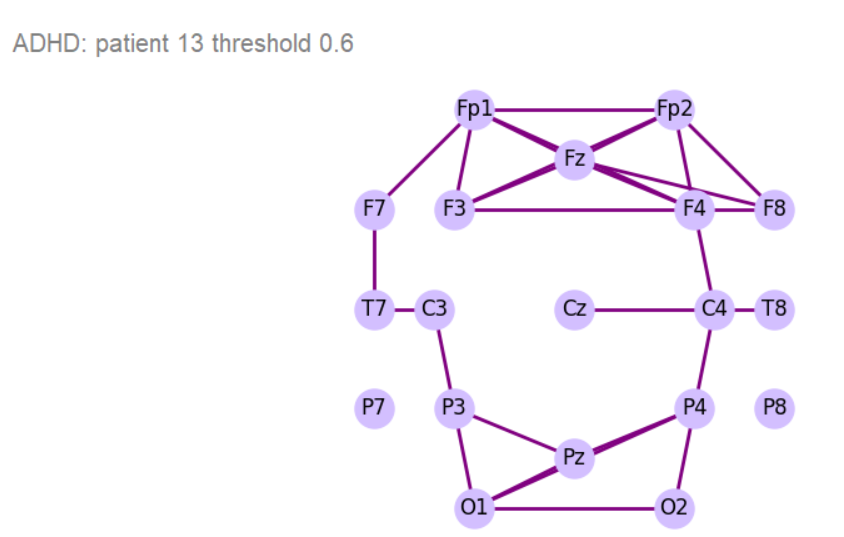 ADHD: patient 13 threshold 0.6
Fp1 Fp2
Fz
F7 F3 F4 F8
T7 C3 Cz C4 T8
P7 P3 P4 P8
Pz
O1 O2